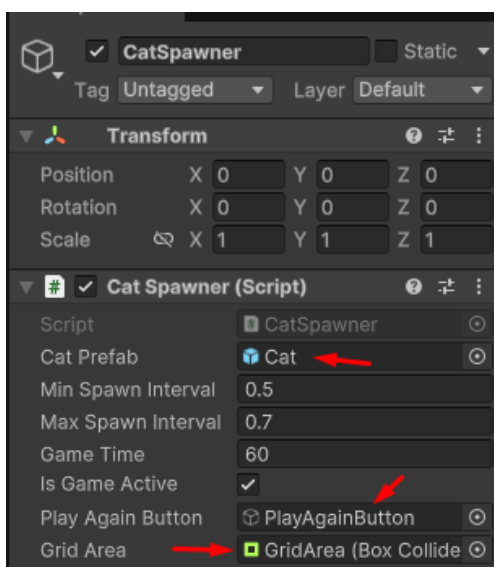 CatSpawner Static
Tag Untagged Layer Default
Transform
Position X 0 Y 0 Z 0
Rotation X 0 Y 0 Z 0
Scale X 1 Y 1 Z 1
# Cat Spawner (Script)
Script # CatSpawner
Cat Prefab Cat
Min Spawn Interval 0.5
Max Spawn Interval 0.7
Game Time 60
Is Game Active
Play Again Button PlayAgainButton
Grid Area GridArea (Box Collide